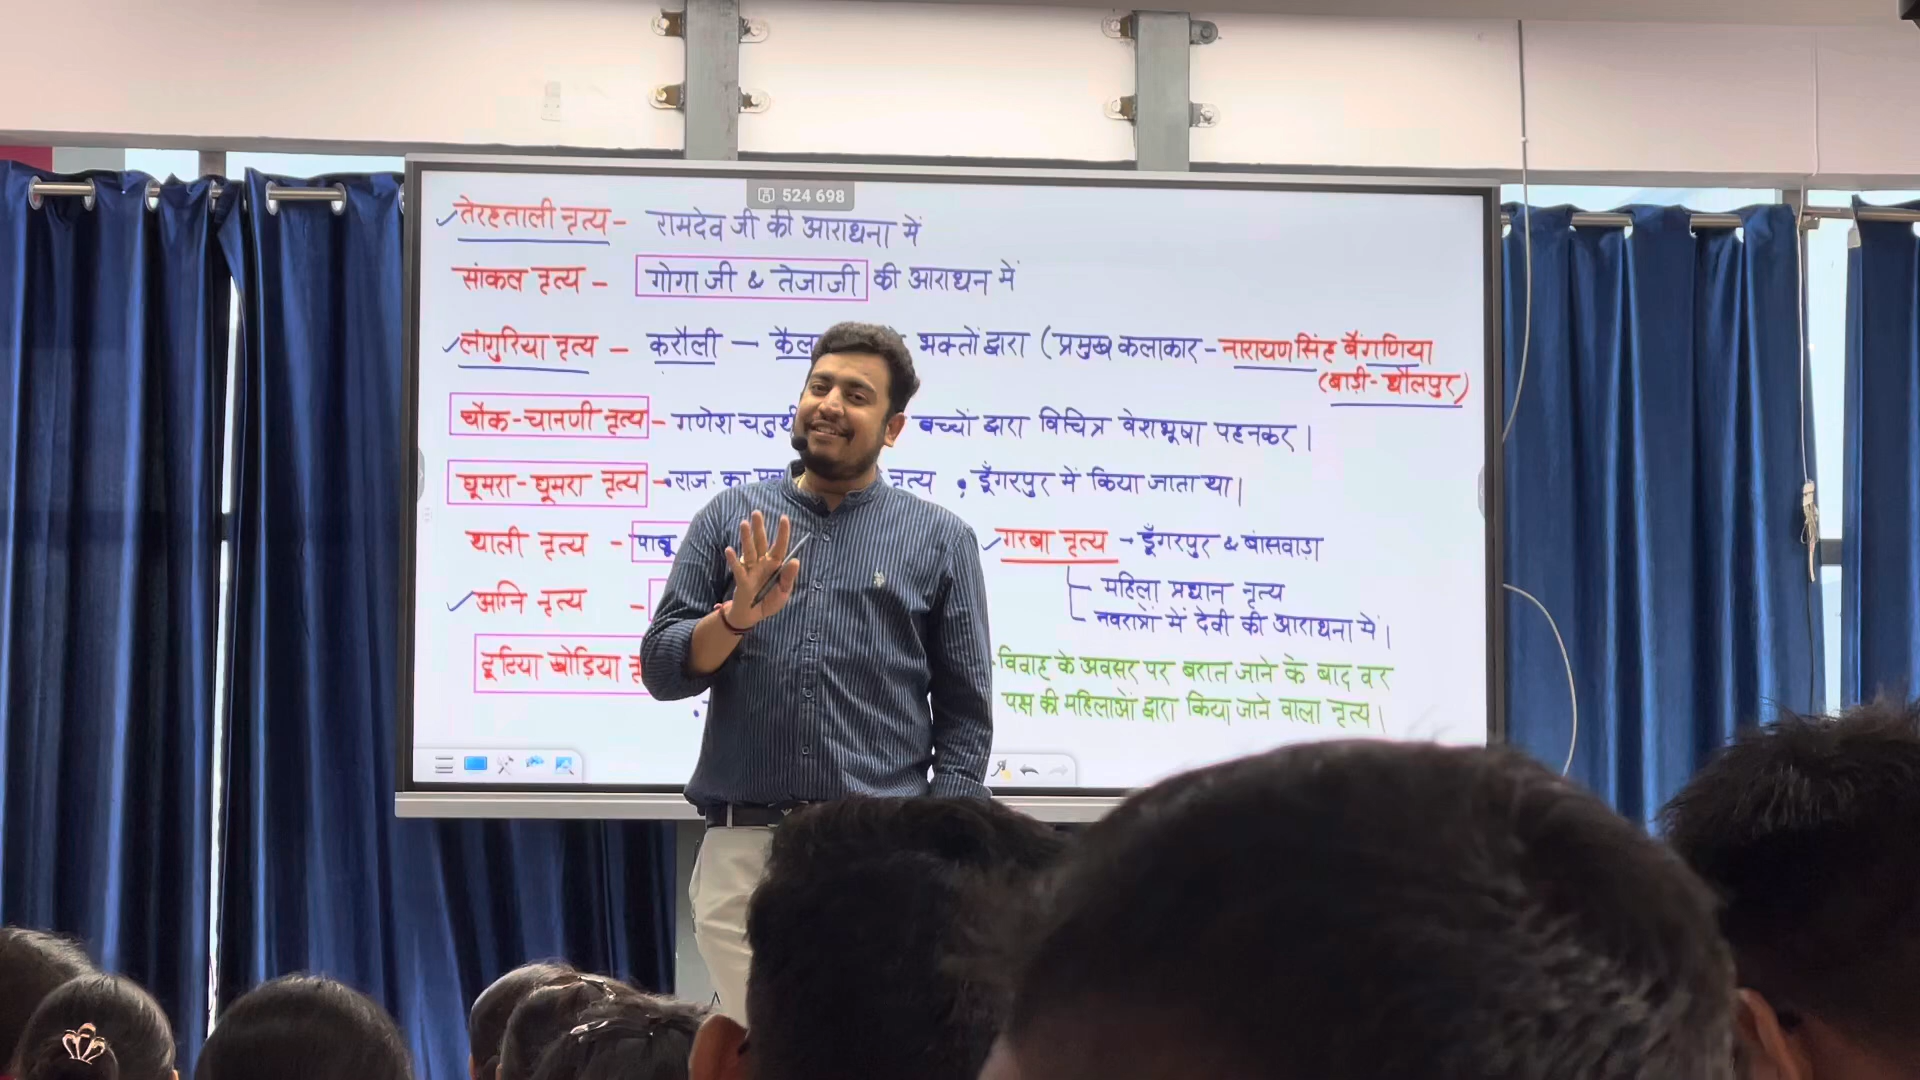 524 698
तेरहताली नृत्य - रामदेव जी की आराधना में
सांकल नृत्य - गोगा जी & तेजाजी की आराधन में
लांगुरिया नृत्य - करौली - भक्तों द्वारा (प्रमुख कलाकार - नारायण सिंह बैंगणिया
(बाड़ी - धौलपुर)
चौक-चानणी नृत्य - गणेश बच्चों द्वारा विचित्र वेशभूषा पहनकर।
घूमरा-घूमरा नृत्य - • राज. का नृत्य • डूँगरपुर में किया जाता था।
थाली नृत्य -
अग्नि नृत्य -
गरबा नृत्य → डूँगरपुर & बांसवाड़ा
महिला प्रधान नृत्य
नवरात्रों में देवी की आराधना में।
टूटिया खोड़िया
विवाह के अवसर पर बरात जाने के बाद वर
पक्ष की महिलाओं द्वारा किया जाने वाला नृत्य।